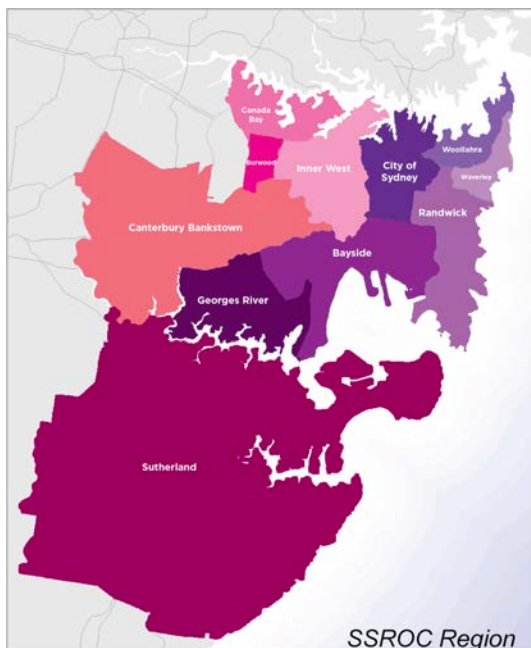 Canada
Bay
Burwood
Inner West
City of
Sydney
Woollahra
Waverley
Randwick
Canterbury Bankstown
Bayside
Georges River
Sutherland
SSROC Region